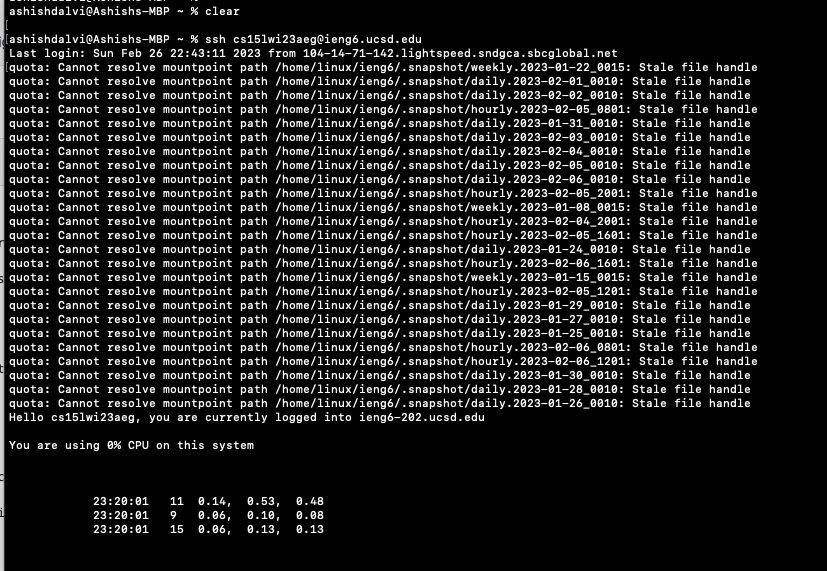 ashishdalvi@Ashishs-MBP ~ % clear
ashishdalvi@Ashishs-MBP ~ % ssh cs15lwi23aeg@ieng6.ucsd.edu
Last login: Sun Feb 26 22:43:11 2023 from 104-14-71-142.lightspeed.sndgca.sbcglobal.net
quota: Cannot resolve mountpoint path /home/linux/ieng6/.snapshot/weekly.2023-01-22_0015: Stale file handle
quota: Cannot resolve mountpoint path /home/linux/ieng6/.snapshot/daily.2023-02-01_0010: Stale file handle
quota: Cannot resolve mountpoint path /home/linux/ieng6/.snapshot/daily.2023-02-02_0010: Stale file handle
quota: Cannot resolve mountpoint path /home/linux/ieng6/.snapshot/hourly.2023-02-05_0801: Stale file handle
quota: Cannot resolve mountpoint path /home/linux/ieng6/.snapshot/daily.2023-01-31_0010: Stale file handle
quota: Cannot resolve mountpoint path /home/linux/ieng6/.snapshot/daily.2023-02-03_0010: Stale file handle
quota: Cannot resolve mountpoint path /home/linux/ieng6/.snapshot/daily.2023-02-04_0010: Stale file handle
quota: Cannot resolve mountpoint path /home/linux/ieng6/.snapshot/daily.2023-02-05_0010: Stale file handle
quota: Cannot resolve mountpoint path /home/linux/ieng6/.snapshot/daily.2023-02-06_0010: Stale file handle
quota: Cannot resolve mountpoint path /home/linux/ieng6/.snapshot/hourly.2023-02-05_2001: Stale file handle
quota: Cannot resolve mountpoint path /home/linux/ieng6/.snapshot/weekly.2023-01-08_0015: Stale file handle
quota: Cannot resolve mountpoint path /home/linux/ieng6/.snapshot/hourly.2023-02-04_2001: Stale file handle
quota: Cannot resolve mountpoint path /home/linux/ieng6/.snapshot/hourly.2023-02-05_1601: Stale file handle
quota: Cannot resolve mountpoint path /home/linux/ieng6/.snapshot/daily.2023-01-24_0010: Stale file handle
quota: Cannot resolve mountpoint path /home/linux/ieng6/.snapshot/hourly.2023-02-06_1601: Stale file handle
quota: Cannot resolve mountpoint path /home/linux/ieng6/.snapshot/weekly.2023-01-15_0015: Stale file handle
quota: Cannot resolve mountpoint path /home/linux/ieng6/.snapshot/hourly.2023-02-05_1201: Stale file handle
quota: Cannot resolve mountpoint path /home/linux/ieng6/.snapshot/daily.2023-01-29_0010: Stale file handle
quota: Cannot resolve mountpoint path /home/linux/ieng6/.snapshot/daily.2023-01-27_0010: Stale file handle
quota: Cannot resolve mountpoint path /home/linux/ieng6/.snapshot/daily.2023-01-25_0010: Stale file handle
quota: Cannot resolve mountpoint path /home/linux/ieng6/.snapshot/hourly.2023-02-06_0801: Stale file handle
quota: Cannot resolve mountpoint path /home/linux/ieng6/.snapshot/hourly.2023-02-06_1201: Stale file handle
quota: Cannot resolve mountpoint path /home/linux/ieng6/.snapshot/daily.2023-01-30_0010: Stale file handle
quota: Cannot resolve mountpoint path /home/linux/ieng6/.snapshot/daily.2023-01-28_0010: Stale file handle
quota: Cannot resolve mountpoint path /home/linux/ieng6/.snapshot/daily.2023-01-26_0010: Stale file handle
Hello cs15lwi23aeg, you are currently logged into ieng6-202.ucsd.edu
You are using 0% CPU on this system
23:20:01 11 0.14, 0.53, 0.48
23:20:01 9 0.06, 0.10, 0.08
23:20:01 15 0.06, 0.13, 0.13